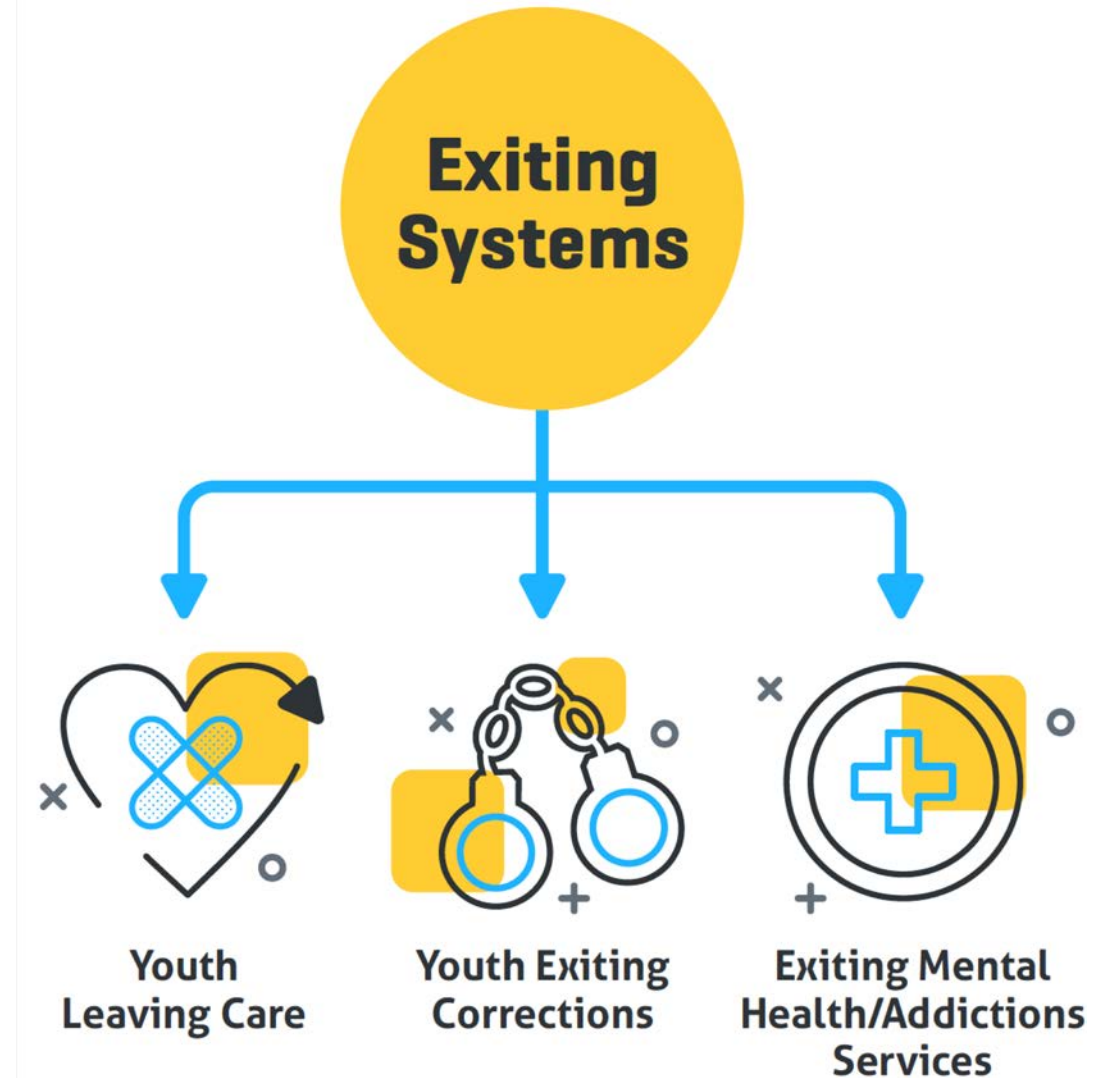 Exiting
Systems
Youth
Leaving Care
Youth Exiting
Corrections
Exiting Mental
Health/Addictions
Services